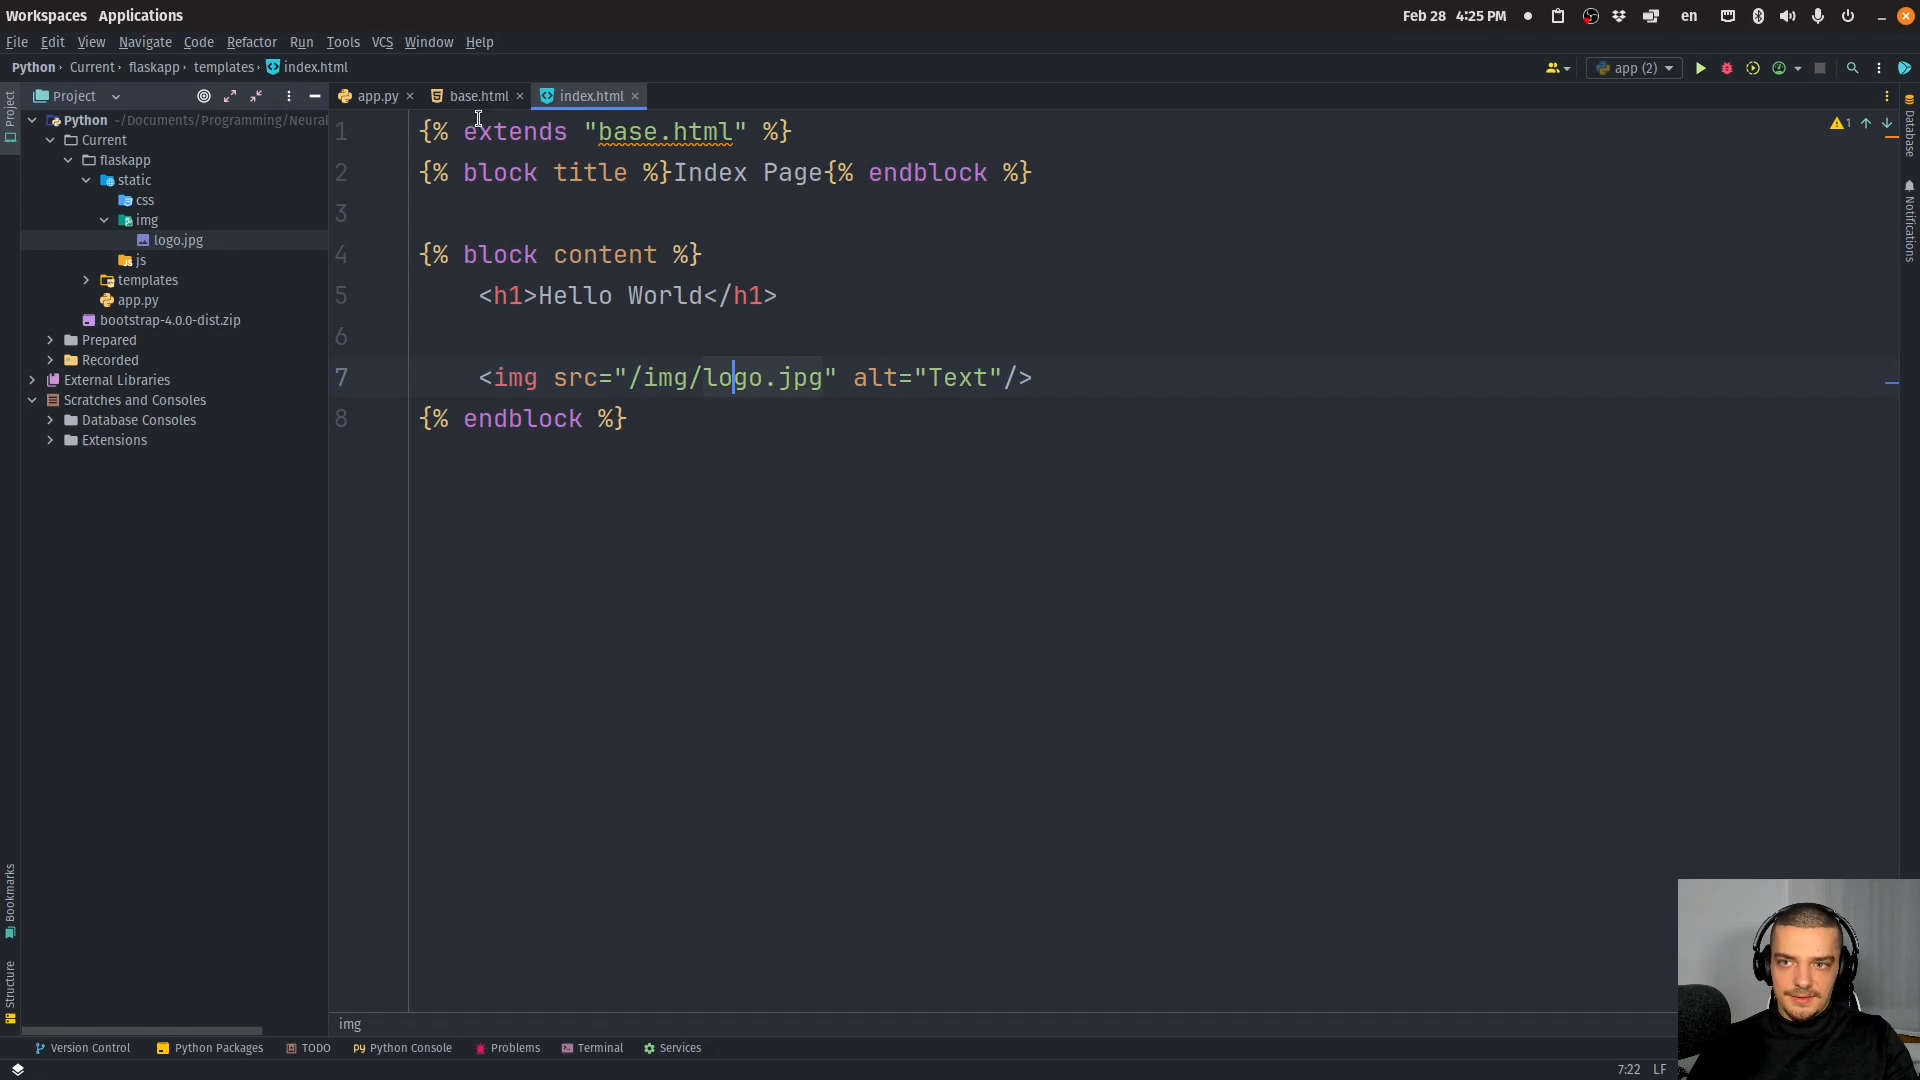 Workspaces Applications
Feb 28 4:25 PM
en
File Edit View Navigate Code Refactor Run Tools VCS Window Help
Python › Current › flaskapp › templates › index.html
app (2)
Project
Project
app.py
base.html
index.html
Python ~/Documents/Programming/Neural
Current
flaskapp
static
css
img
logo.jpg
js
templates
app.py
bootstrap-4.0.0-dist.zip
Prepared
Recorded
External Libraries
Scratches and Consoles
Database Consoles
Extensions
1 {% extends "base.html" %}
2 {% block title %}Index Page{% endblock %}
3
4 {% block content %}
5 <h1>Hello World</h1>
6
7 <img src="/img/logo.jpg" alt="Text"/>
8 {% endblock %}
1
Database
Notifications
Bookmarks
Structure
img
Version Control
Python Packages
TODO
Python Console
Problems
Terminal
Services
7:22 LF